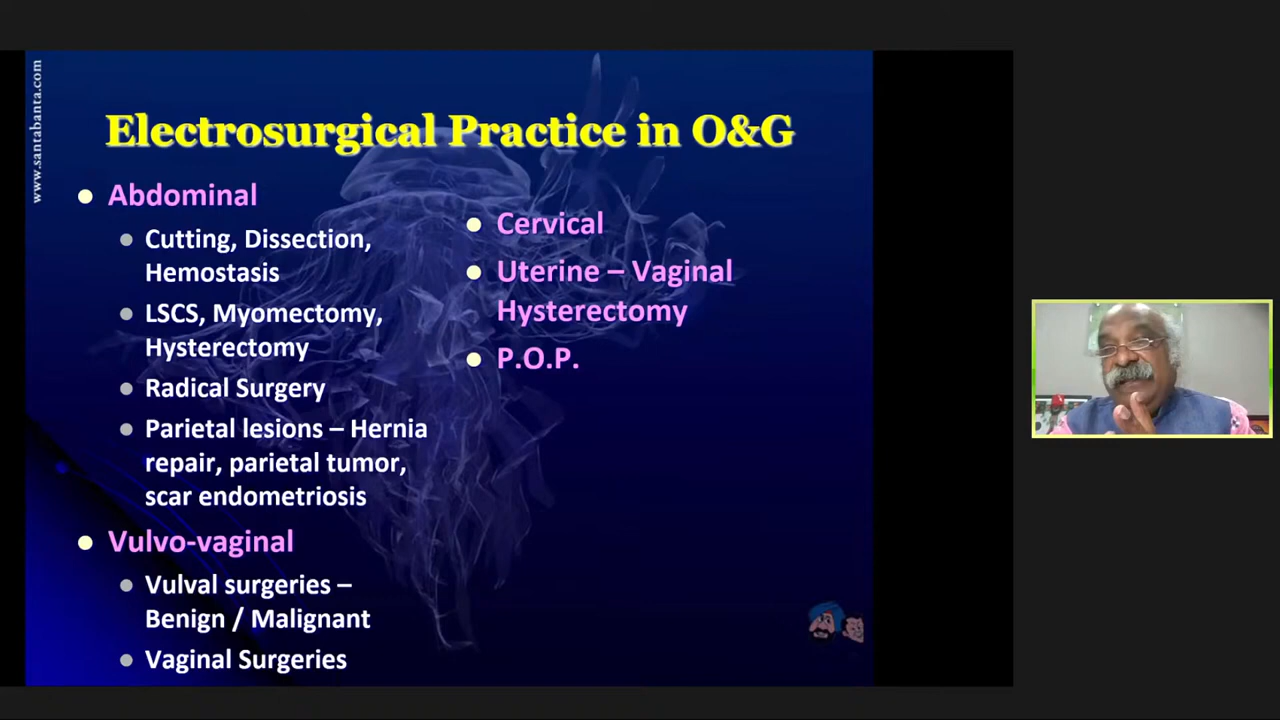 www.santabanta.com
Electrosurgical Practice in O&G
Abdominal
Cutting, Dissection,
Hemostasis
LSCS, Myomectomy,
Hysterectomy
Radical Surgery
Parietal lesions – Hernia
repair, parietal tumor,
scar endometriosis
Vulvo-vaginal
Vulval surgeries –
Benign / Malignant
Vaginal Surgeries
Cervical
Uterine – Vaginal
Hysterectomy
P.O.P.